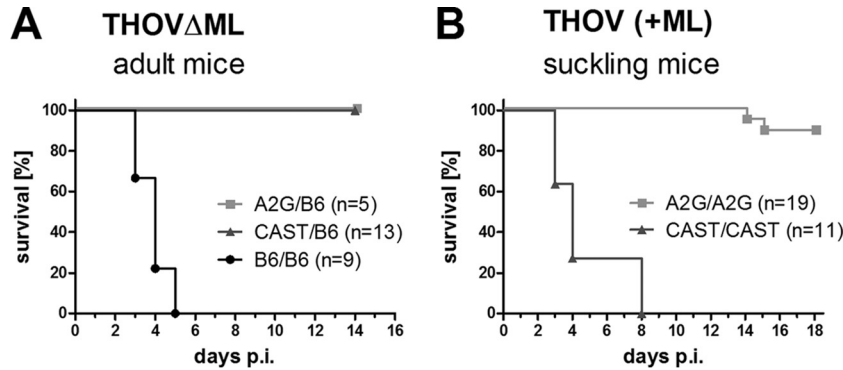 A
THOVΔML
adult mice
survival [%]
100
80
60
40
20
0
A2G/B6 (n=5)
CAST/B6 (n=13)
B6/B6 (n=9)
0 2 4 6 8 10 12 14 16
days p.i.
B
THOV (+ML)
suckling mice
survival [%]
100
80
60
40
20
0
A2G/A2G (n=19)
CAST/CAST (n=11)
0 2 4 6 8 10 12 14 16 18
days p.i.